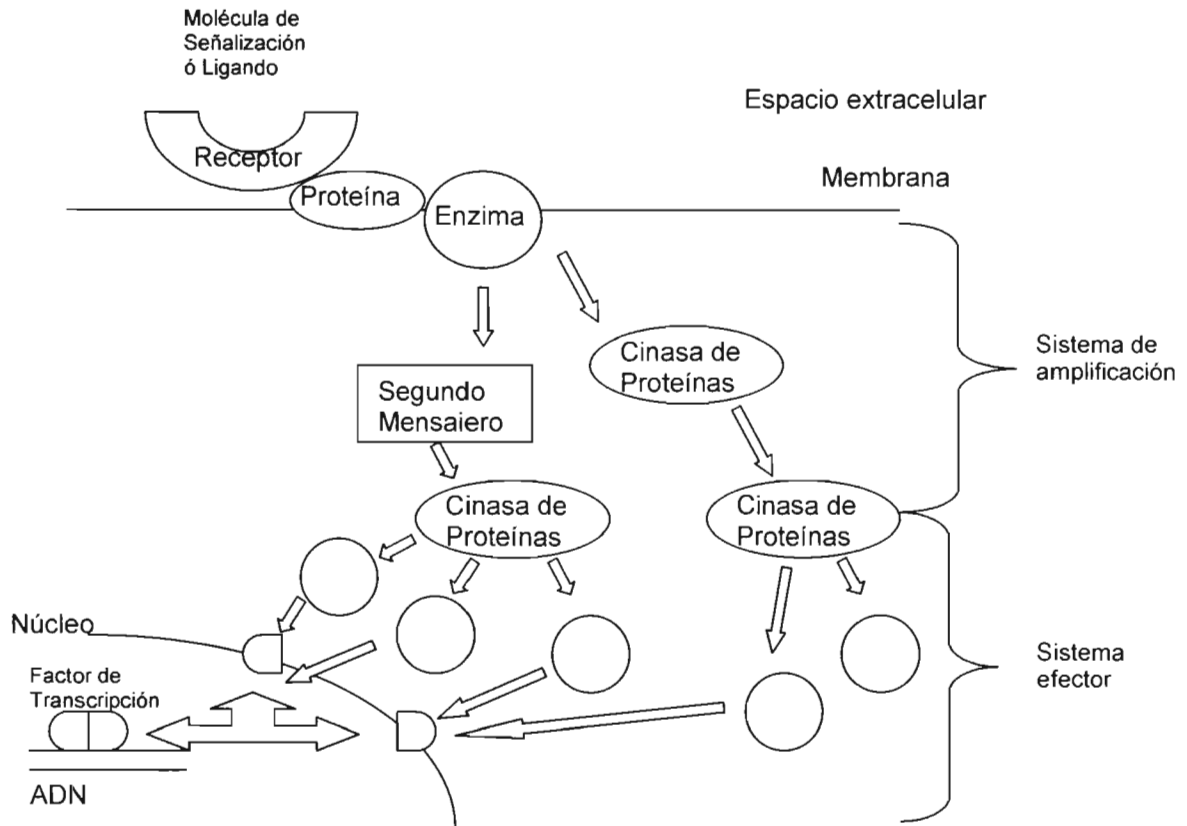 Molécula de
Señalización
ó Ligando
Espacio extracelular
Receptor
Membrana
Proteína
Enzima
Cinasa de
Proteínas
Sistema de
amplificación
Segundo
Mensaiero
Cinasa de
Proteínas
Cinasa de
Proteínas
Núcleo
Factor de
Transcripción
Sistema
efector
ADN